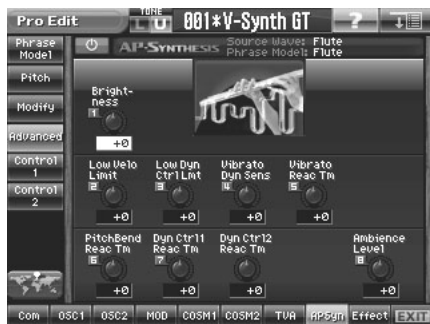 Pro Edit
TONE
L U
001*V-Synth GT
?
Phrase Model
AP-SYNTHESIS
Source Wave: Flute
Phrase Model: Flute
Pitch
Modify
Advanced
Control 1
Control 2
Brightness
1
+0
Low Velo Limit
2
+0
Low Dyn Ctrl Lmt
3
+0
Vibrato Dyn Sens
4
+0
Vibrato Reac Tm
5
+0
PitchBend Reac Tm
6
+0
Dyn Ctrl1 Reac Tm
7
+0
Dyn Ctrl2 Reac Tm
+0
Ambience Level
8
+0
Com OSC1 OSC2 MOD COSM1 COSM2 TVA APSyn Effect EXIT